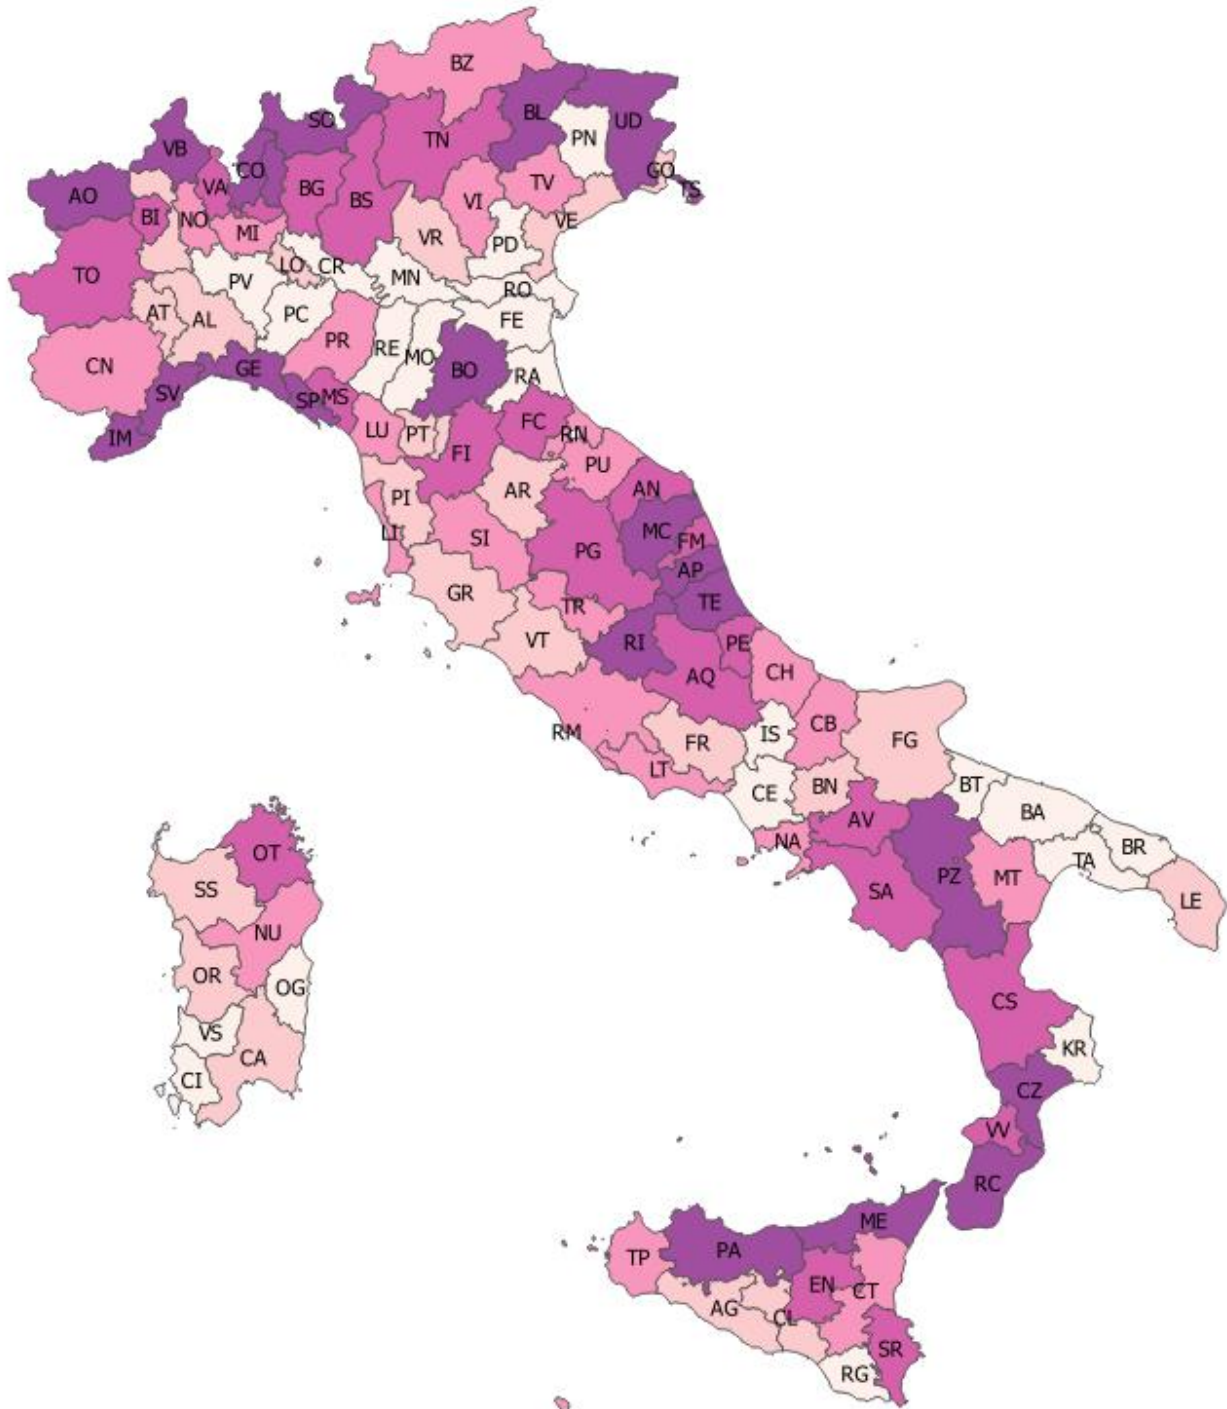 BZ
BL
UD
PN
SO
TN
VB
CO
GO
TS
AO
VA
BG
BS
VI
TV
BI
NO
MI
VR
VE
PD
TO
LO
CR
MN
PV
RO
AT
AL
PC
FE
PR
RE
MO
CN
GE
BO
RA
SV
SP
MS
IM
LU
PT
FI
FC
RN
PU
AR
AN
PI
LI
SI
PG
MC
FM
AP
GR
TR
TE
VT
RI
PE
AQ
CH
RM
FR
IS
CB
FG
LT
CE
BN
BT
BA
AV
NA
BR
OT
TA
SS
SA
PZ
MT
LE
NU
OR
OG
CS
VS
CA
KR
CI
CZ
VV
RC
ME
TP
PA
EN
CT
AG
CL
SR
RG